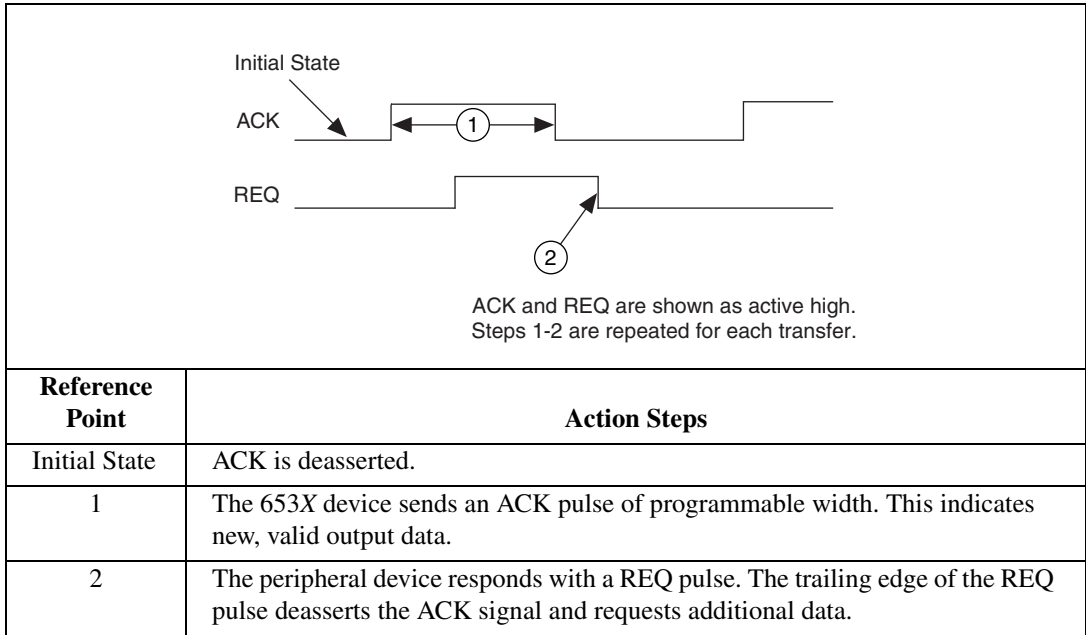 Initial State
ACK
1
REQ
2
ACK and REQ are shown as active high.
Steps 1-2 are repeated for each transfer.
Reference
Point
Action Steps
Initial State
ACK is deasserted.
1
The 653X device sends an ACK pulse of programmable width. This indicates
new, valid output data.
2
The peripheral device responds with a REQ pulse. The trailing edge of the REQ
pulse deasserts the ACK signal and requests additional data.